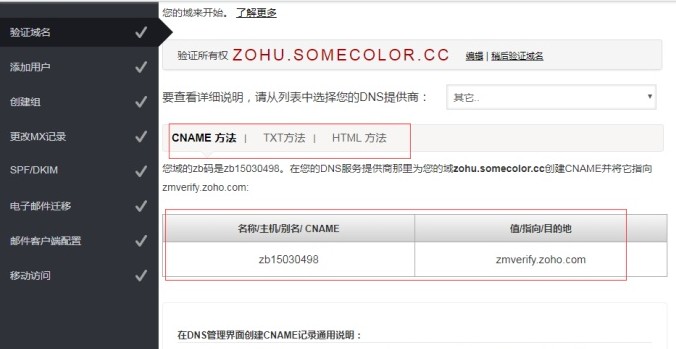 您的域来开始。 了解更多
验证域名
添加用户
创建组
更改MX记录
SPF/DKIM
电子邮件迁移
邮件客户端配置
移动访问
验证所有权 ZOHU.SOMECOLOR.CC 编辑 | 稍后验证域名
要查看详细说明，请从列表中选择您的DNS提供商： 其它..
CNAME 方法 | TXT方法 | HTML 方法
您域的zb码是zb15030498。在您的DNS服务提供商那里为您的域zohu.somecolor.cc创建CNAME并将它指向
zmverify.zoho.com:
名称/主机/别名/ CNAME 值/指向/目的地
zb15030498 zmverify.zoho.com
在DNS管理界面创建CNAME记录通用说明：